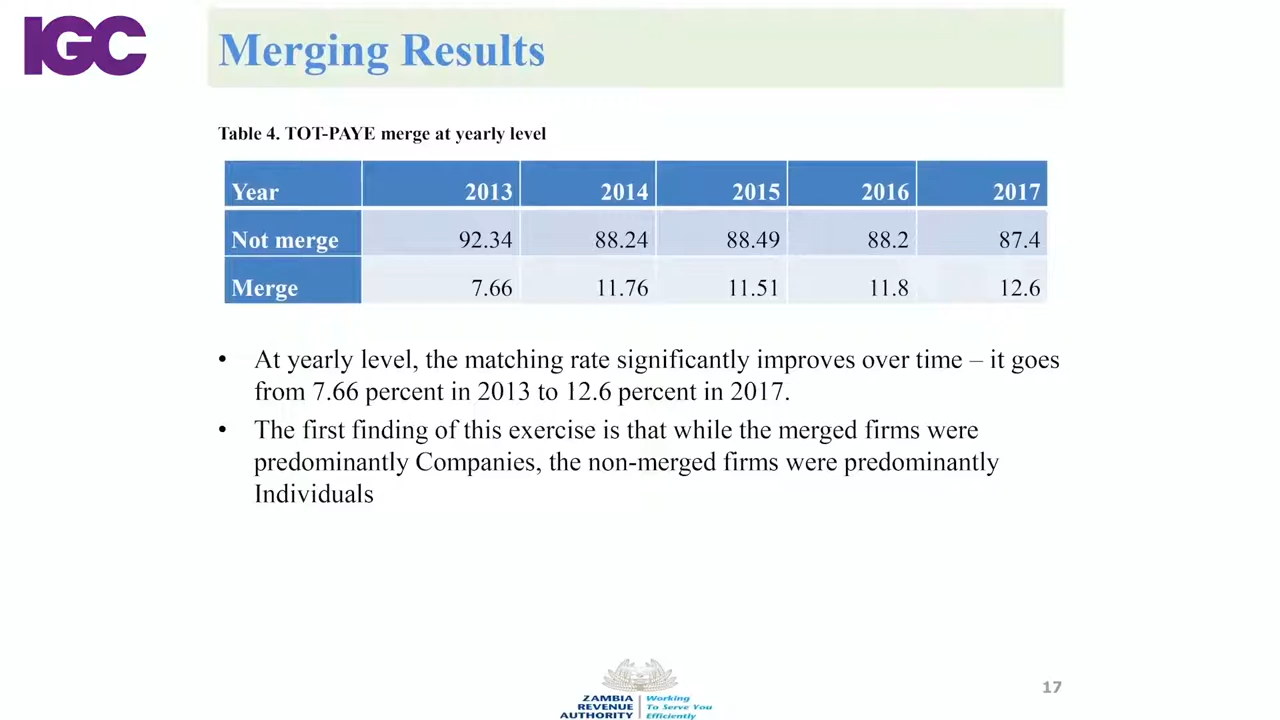 IGC
Merging Results
Table 4. TOT-PAYE merge at yearly level
Year 2013 2014 2015 2016 2017
Not merge 92.34 88.24 88.49 88.2 87.4
Merge 7.66 11.76 11.51 11.8 12.6
• At yearly level, the matching rate significantly improves over time – it goes
from 7.66 percent in 2013 to 12.6 percent in 2017.
• The first finding of this exercise is that while the merged firms were
predominantly Companies, the non-merged firms were predominantly
Individuals
ZAMBIA Working
REVENUE To Serve You
AUTHORITY Efficiently
17